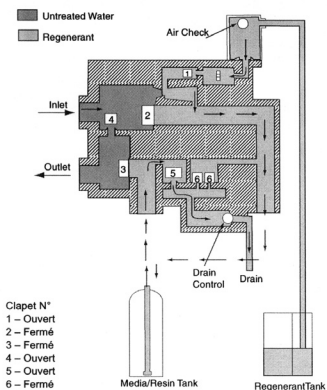 Untreated Water
Regenerant
Air Check
1
Inlet
4
2
Outlet
3
5
6
6
Drain
Control
Drain
Clapet N°
1 – Ouvert
2 – Fermé
3 – Fermé
4 – Ouvert
5 – Ouvert
6 – Fermé
Media/Resin Tank
RegenerantTank